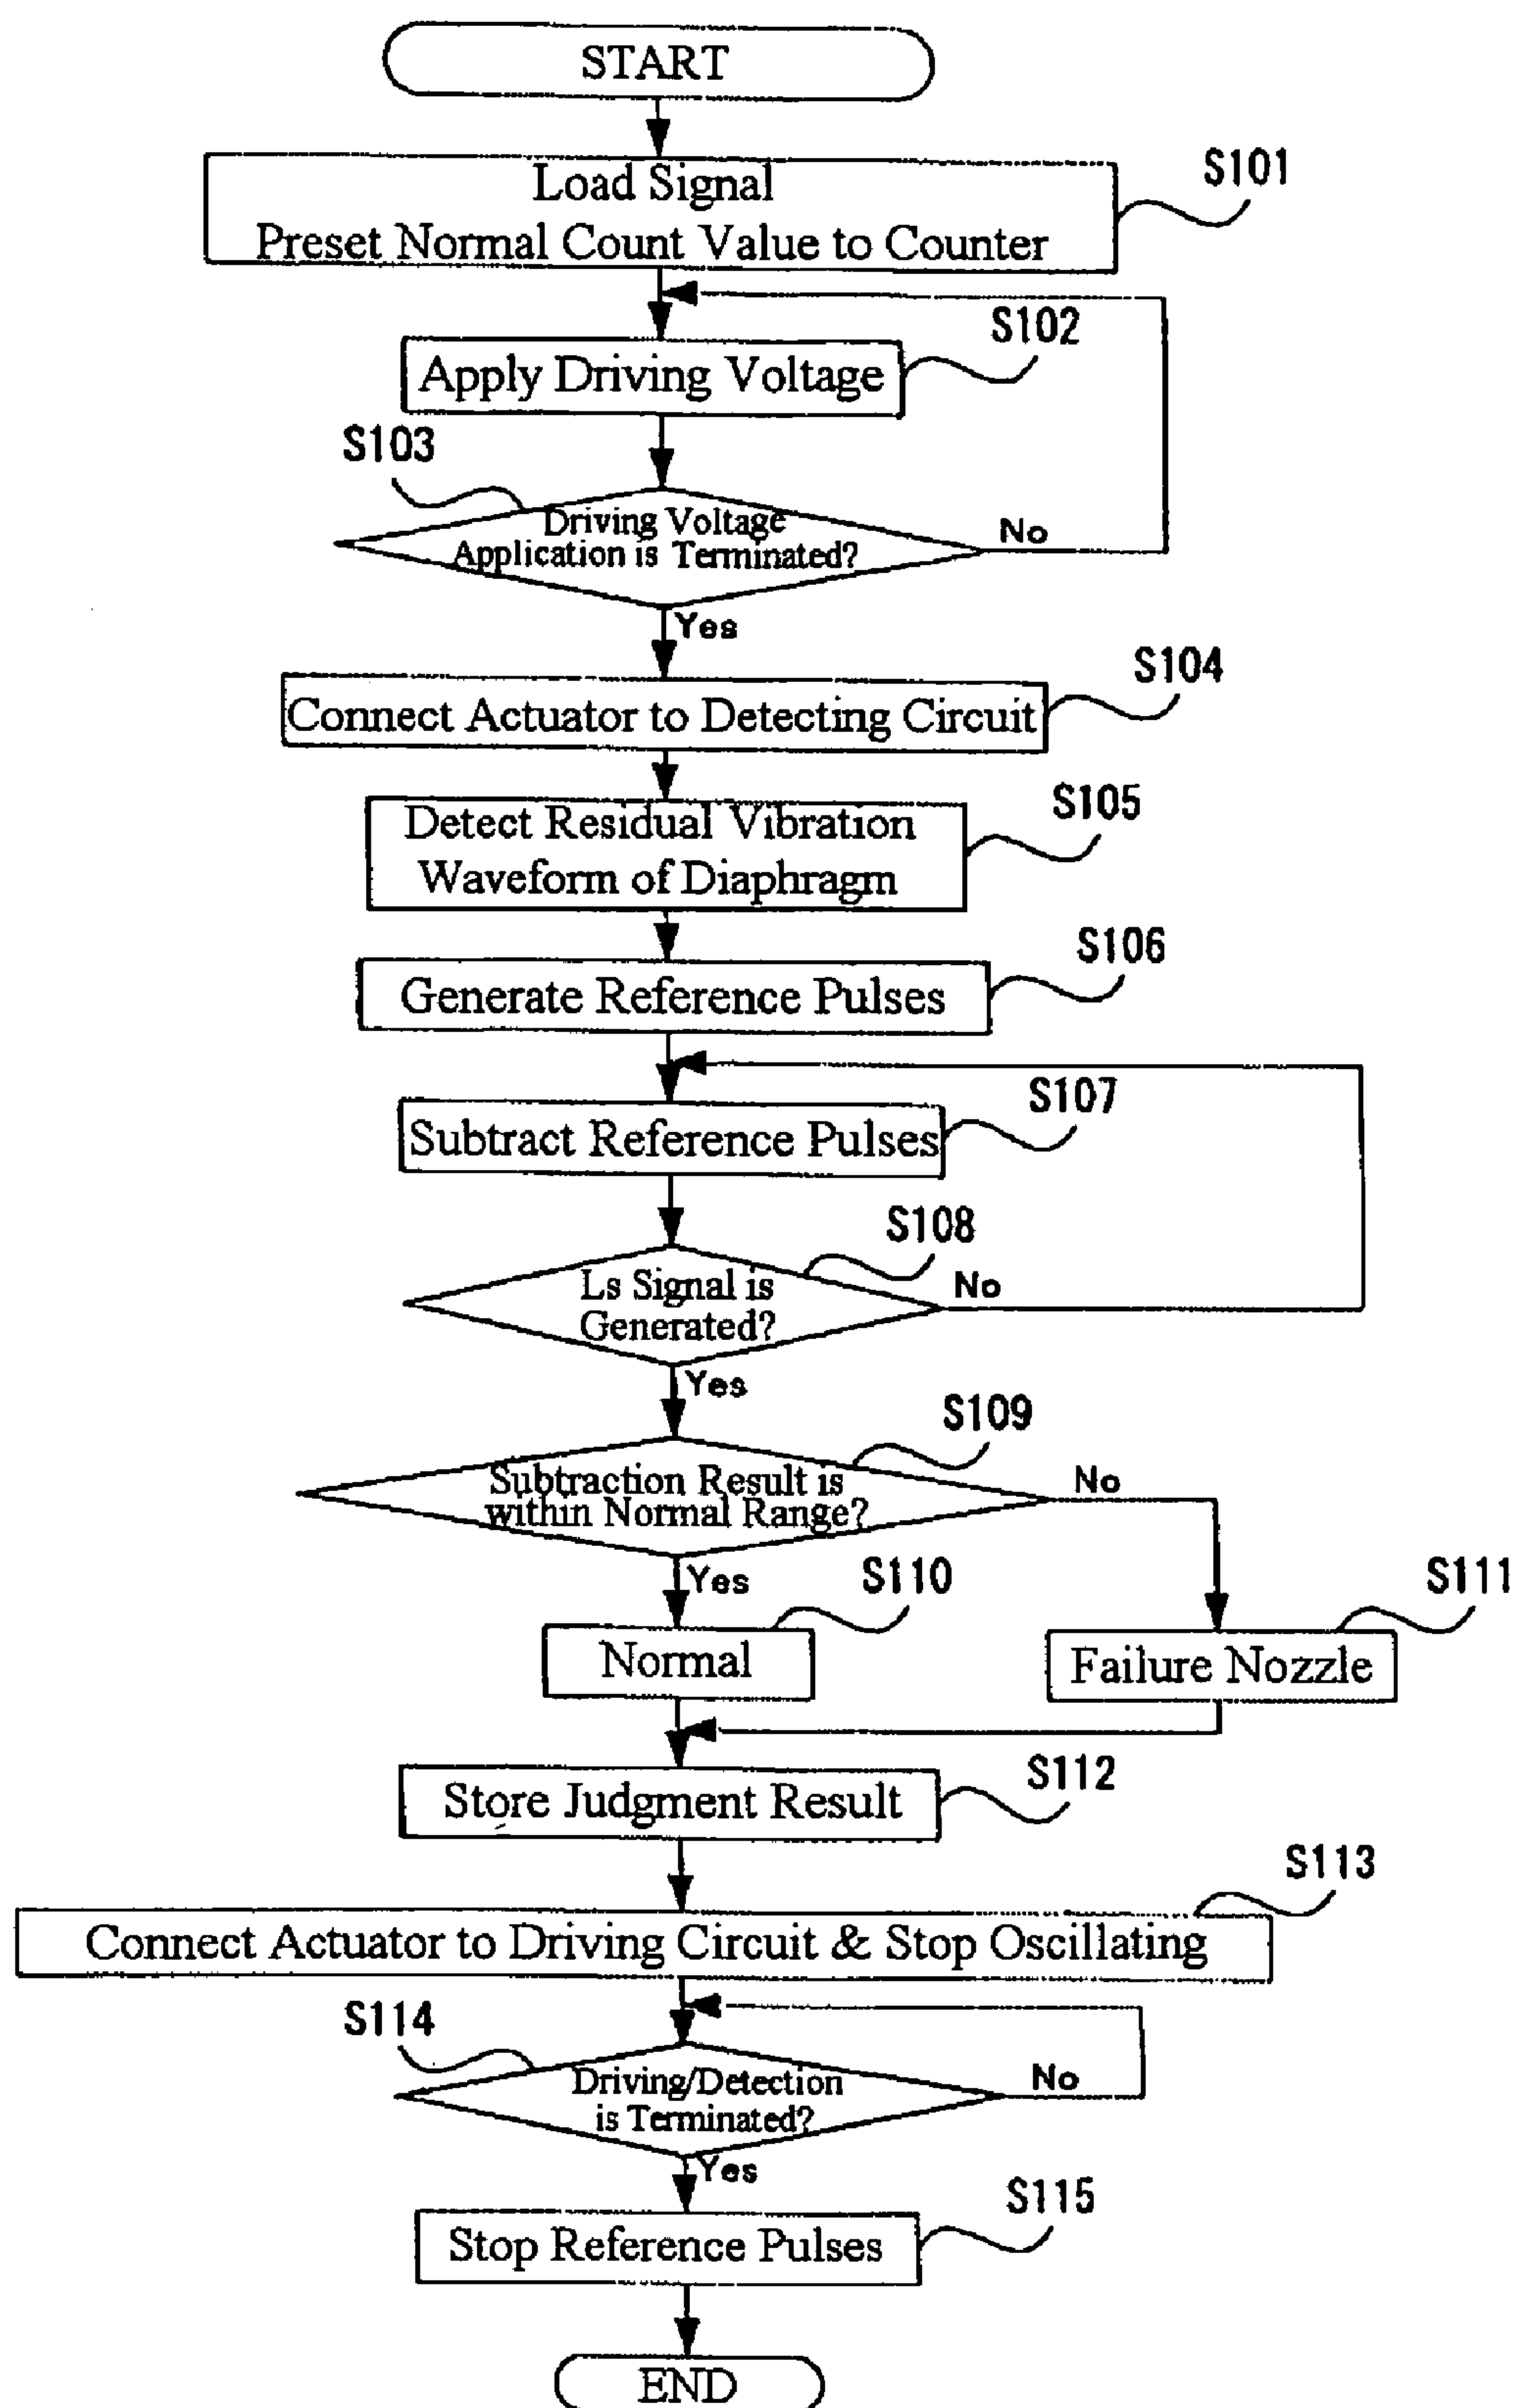 START
S101
Load Signal
Preset Normal Count Value to Counter
S102
Apply Driving Voltage
S103
Driving Voltage
Application is Terminated?
No
Yes
S104
Connect Actuator to Detecting Circuit
S105
Detect Residual Vibration
Waveform of Diaphragm
S106
Generate Reference Pulses
S107
Subtract Reference Pulses
S108
Ls Signal is
Generated?
No
Yes
S109
Subtraction Result is
within Normal Range?
No
Yes
S110
S111
Normal
Failure Nozzle
S112
Store Judgment Result
S113
Connect Actuator to Driving Circuit & Stop Oscillating
S114
Driving/Detection
is Terminated?
No
Yes
S115
Stop Reference Pulses
END